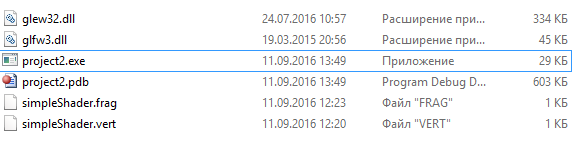 glew32.dll 24.07.2016 10:57 Расширение при... 334 КБ
glfw3.dll 19.03.2015 20:56 Расширение при... 45 КБ
project2.exe 11.09.2016 13:49 Приложение 29 КБ
project2.pdb 11.09.2016 13:49 Program Debug D... 603 КБ
simpleShader.frag 11.09.2016 12:23 Файл "FRAG" 1 КБ
simpleShader.vert 11.09.2016 12:20 Файл "VERT" 1 КБ